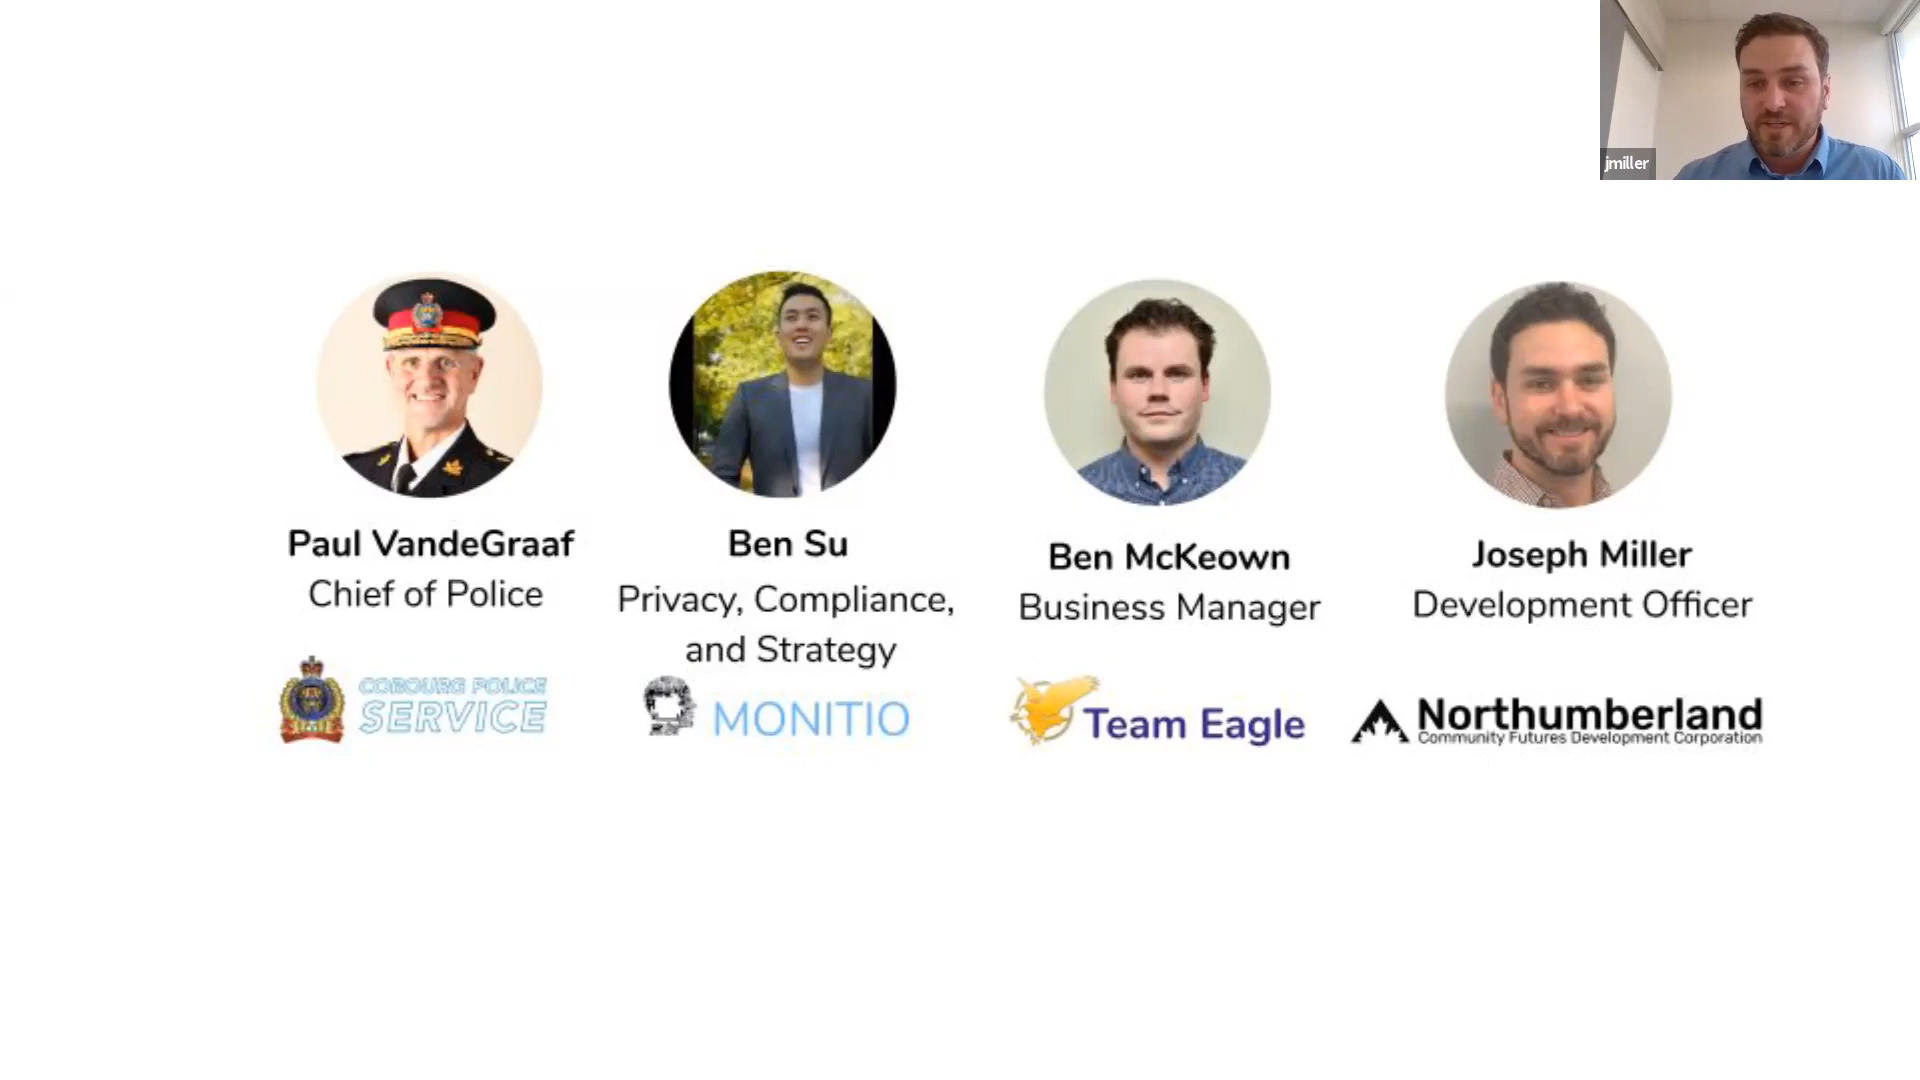 jmiller
Paul VandeGraaf
Chief of Police
COBOURG POLICE
SERVICE
Ben Su
Privacy, Compliance,
and Strategy
MONITIO
Ben McKeown
Business Manager
Team Eagle
Joseph Miller
Development Officer
Northumberland
Community Futures Development Corporation